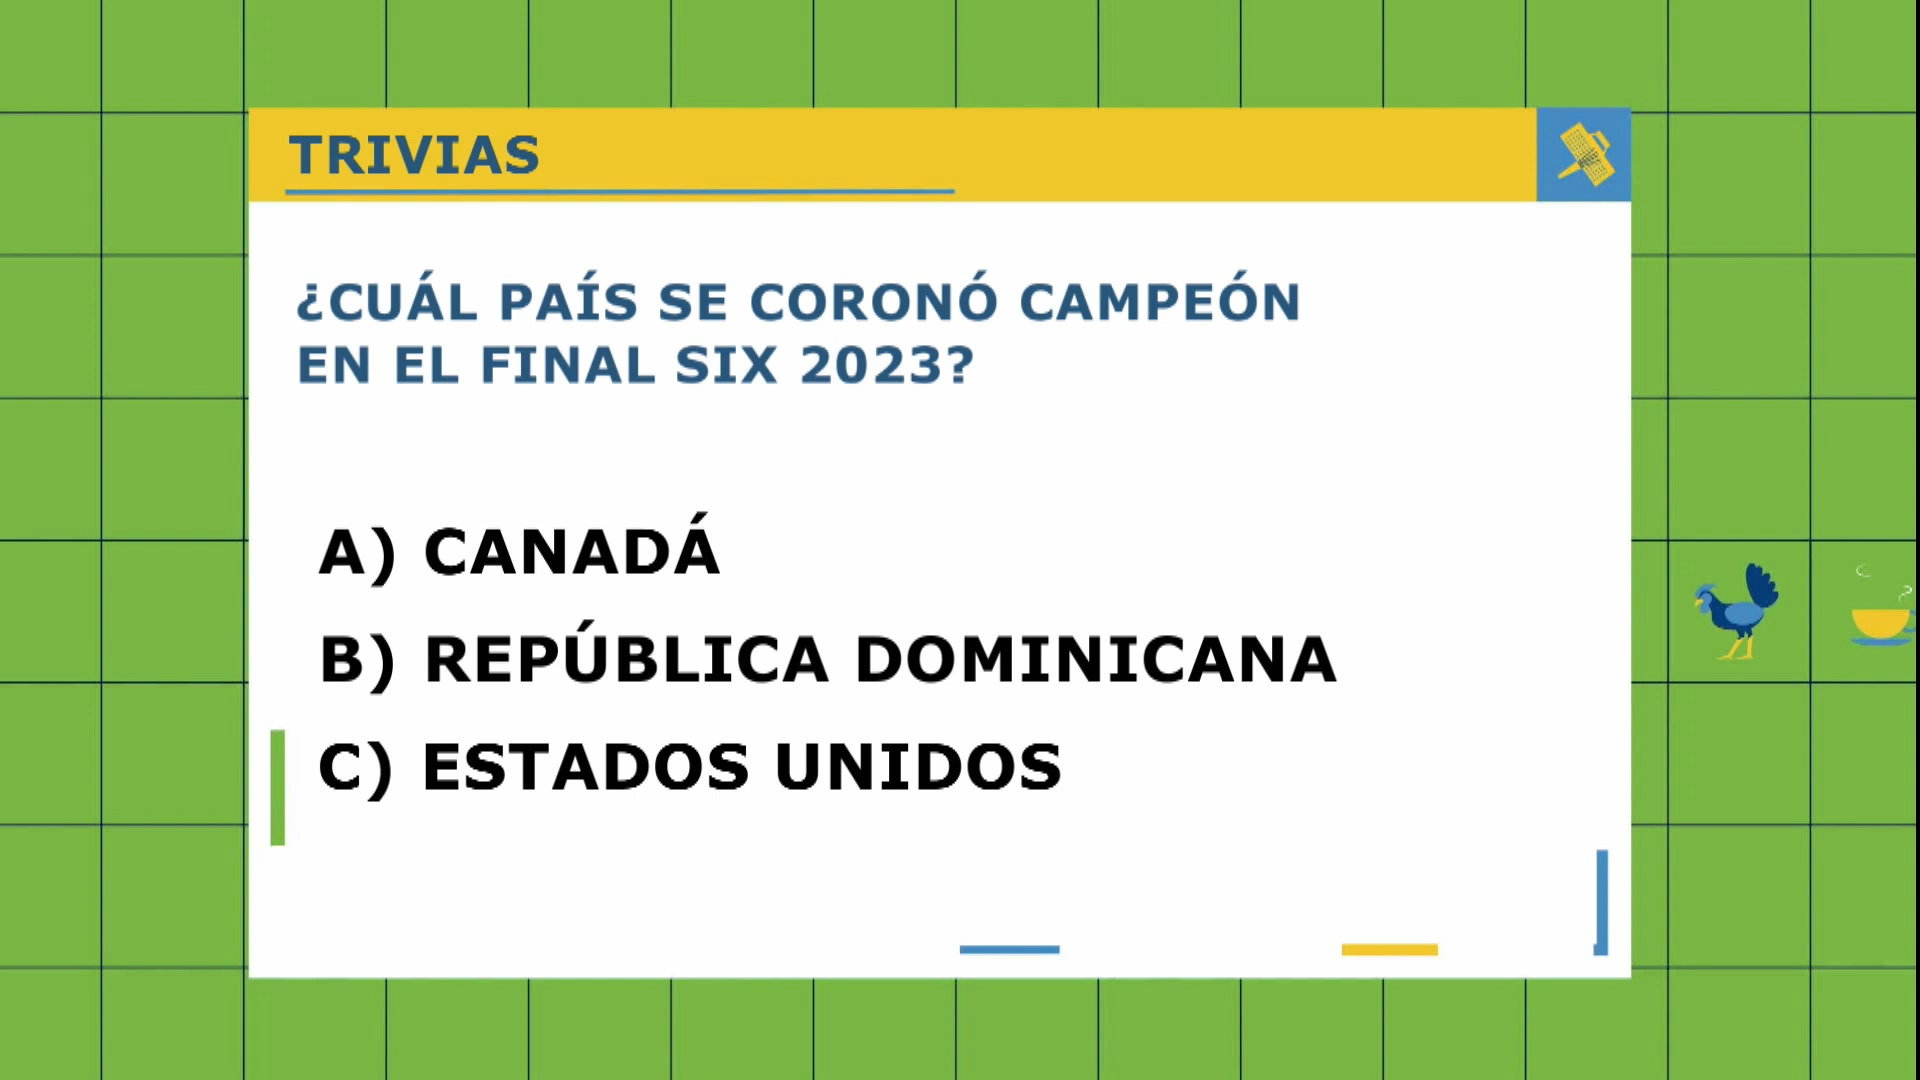 TRIVIAS
¿CUÁL PAÍS SE CORONÓ CAMPEÓN
EN EL FINAL SIX 2023?
A) CANADÁ
B) REPÚBLICA DOMINICANA
C) ESTADOS UNIDOS